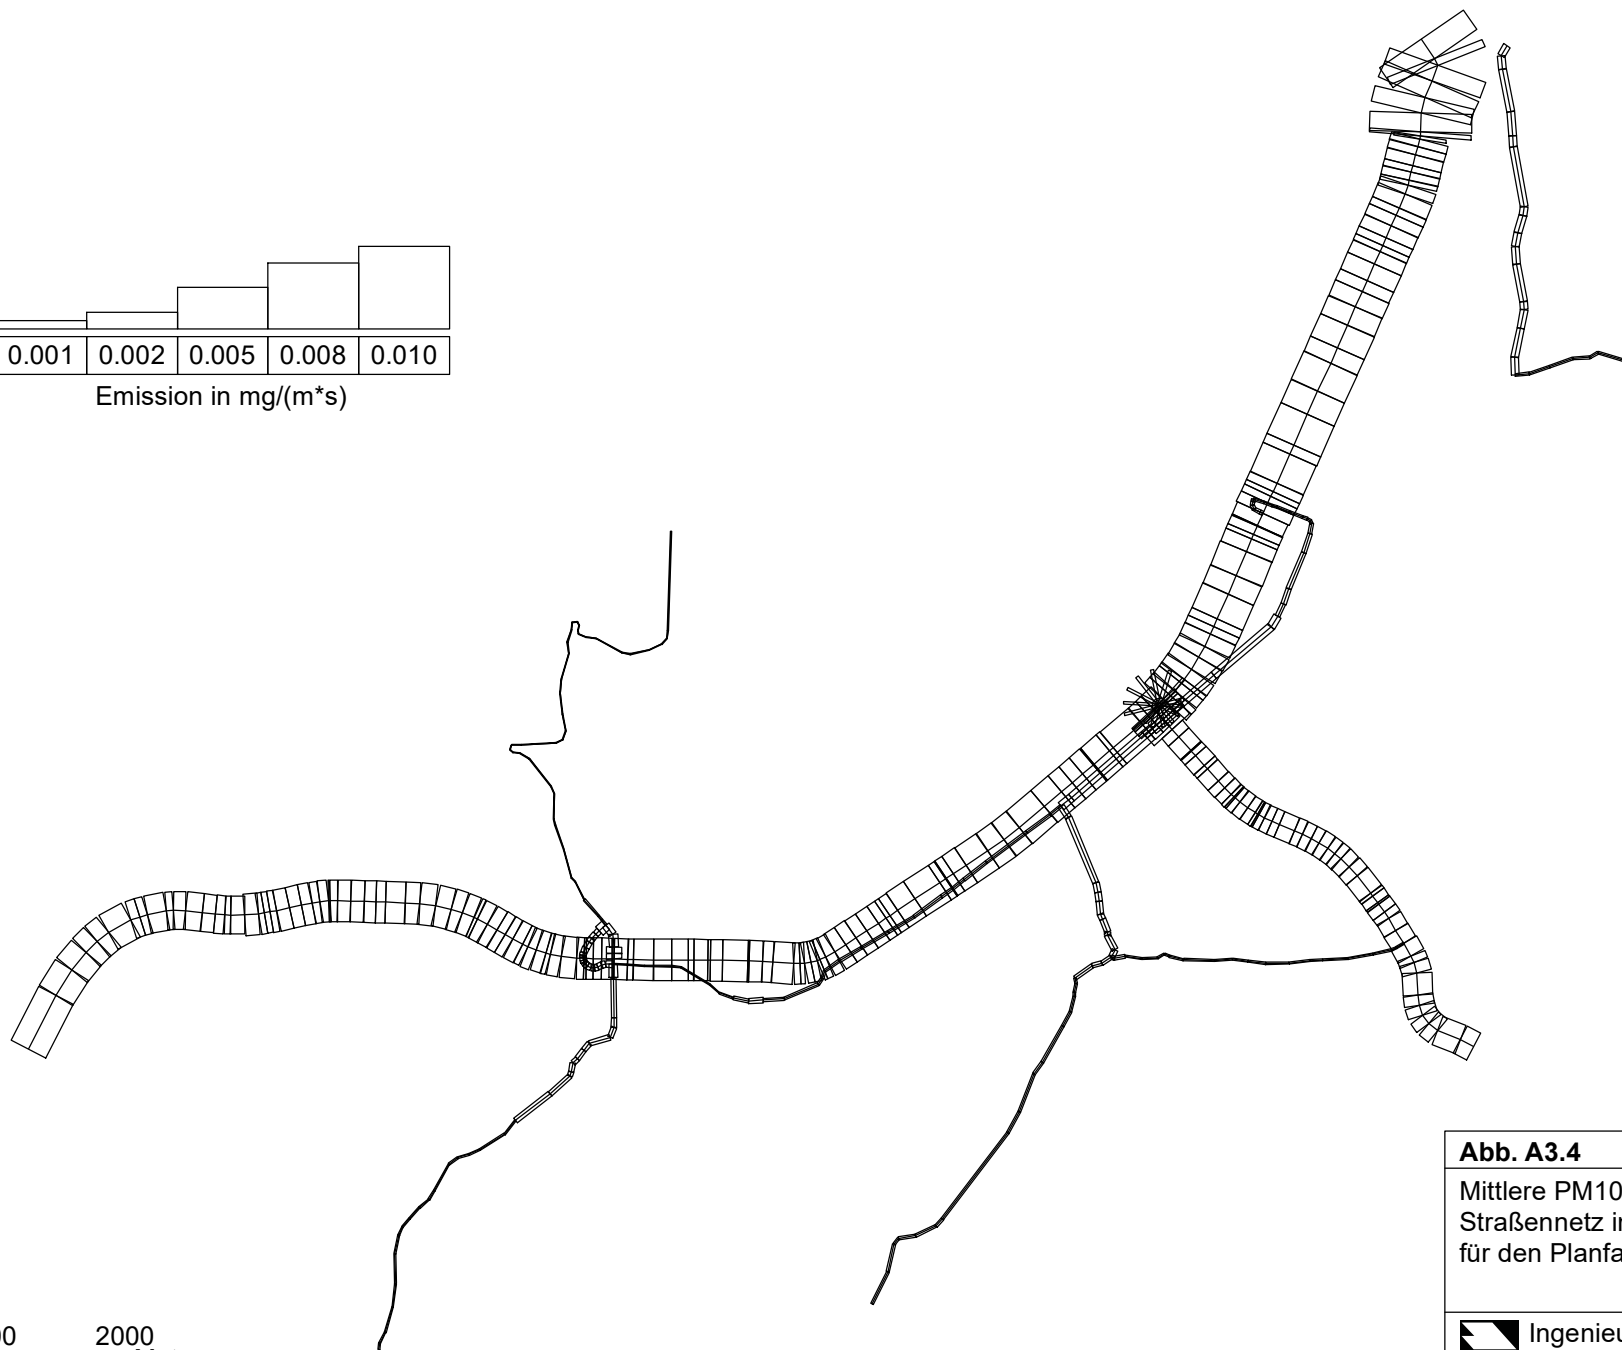 0.001 0.002 0.005 0.008 0.010
Emission in mg/(m*s)
Abb. A3.4
Mittlere PM10
Straßennetz i
für den Planfa
Ingenieu
2000